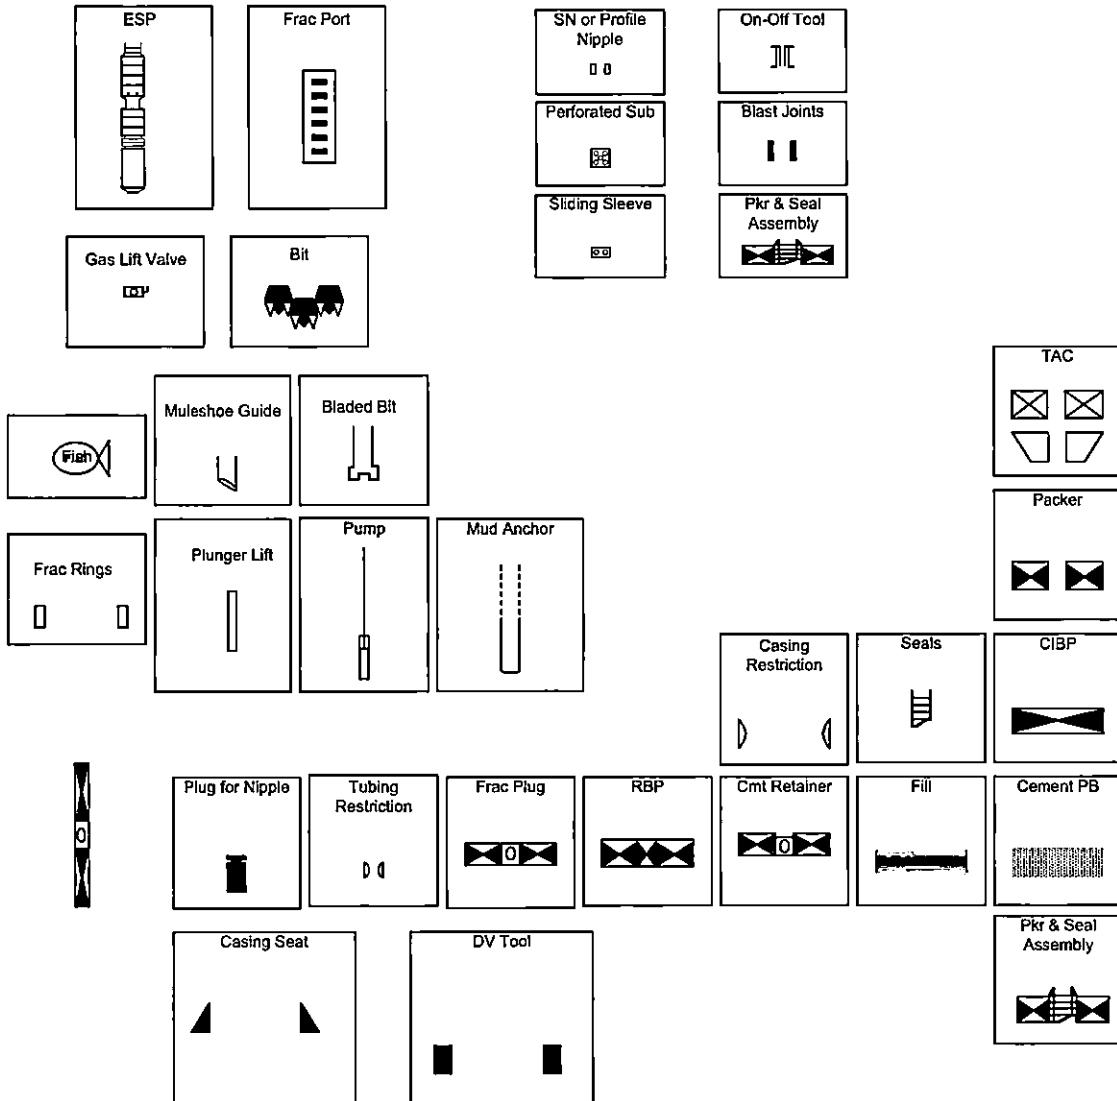 ESP
Frac Port
SN or Profile
Nipple
On-Off Tool
Perforated Sub
Blast Joints
Sliding Sleeve
Pkr & Seal
Assembly
Gas Lift Valve
Bit
TAC
Muleshoe Guide
Bladed Bit
Fish
Packer
Frac Rings
Plunger Lift
Pump
Mud Anchor
Casing
Restriction
Seals
CIBP
Plug for Nipple
Tubing
Restriction
Frac Plug
RBP
Cmt Retainer
Fill
Cement PB
Casing Seat
DV Tool
Pkr & Seal
Assembly